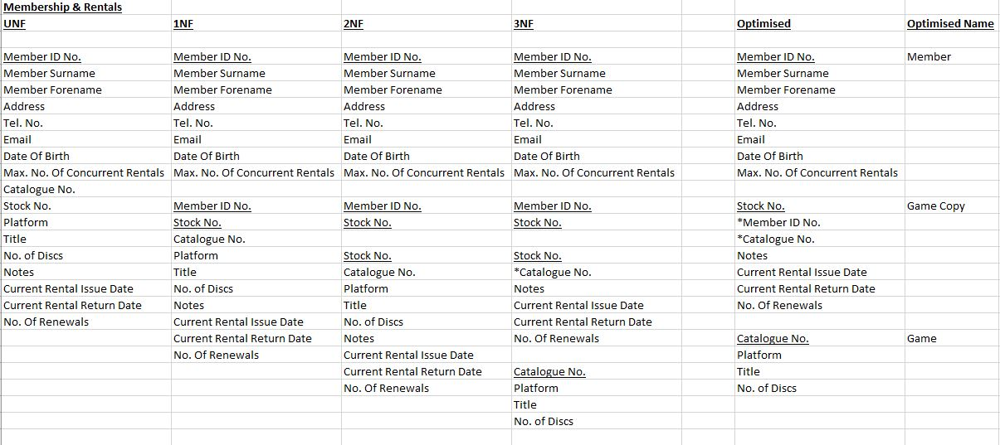 Membership & Rentals
UNF 1NF 2NF 3NF Optimised Optimised Name
Member ID No. Member ID No. Member ID No. Member ID No. Member ID No. Member
Member Surname Member Surname Member Surname Member Surname Member Surname
Member Forename Member Forename Member Forename Member Forename Member Forename
Address Address Address Address Address
Tel. No. Tel. No. Tel. No. Tel. No. Tel. No.
Email Email Email Email Email
Date Of Birth Date Of Birth Date Of Birth Date Of Birth Date Of Birth
Max. No. Of Concurrent Rentals Max. No. Of Concurrent Rentals Max. No. Of Concurrent Rentals Max. No. Of Concurrent Rentals Max. No. Of Concurrent Rentals
Catalogue No.
Stock No. Member ID No. Member ID No. Member ID No. Stock No. Game Copy
Platform Stock No. Stock No. Stock No. *Member ID No.
Title Catalogue No. *Catalogue No.
No. of Discs Platform Stock No. Stock No. Notes
Notes Title Catalogue No. *Catalogue No. Current Rental Issue Date
Current Rental Issue Date No. of Discs Platform Notes Current Rental Return Date
Current Rental Return Date Notes Title Current Rental Issue Date No. Of Renewals
No. Of Renewals Current Rental Issue Date No. of Discs Current Rental Return Date
Current Rental Return Date Notes No. Of Renewals Catalogue No. Game
No. Of Renewals Current Rental Issue Date Platform
Current Rental Return Date Catalogue No. Title
No. Of Renewals Platform No. of Discs
Title
No. of Discs